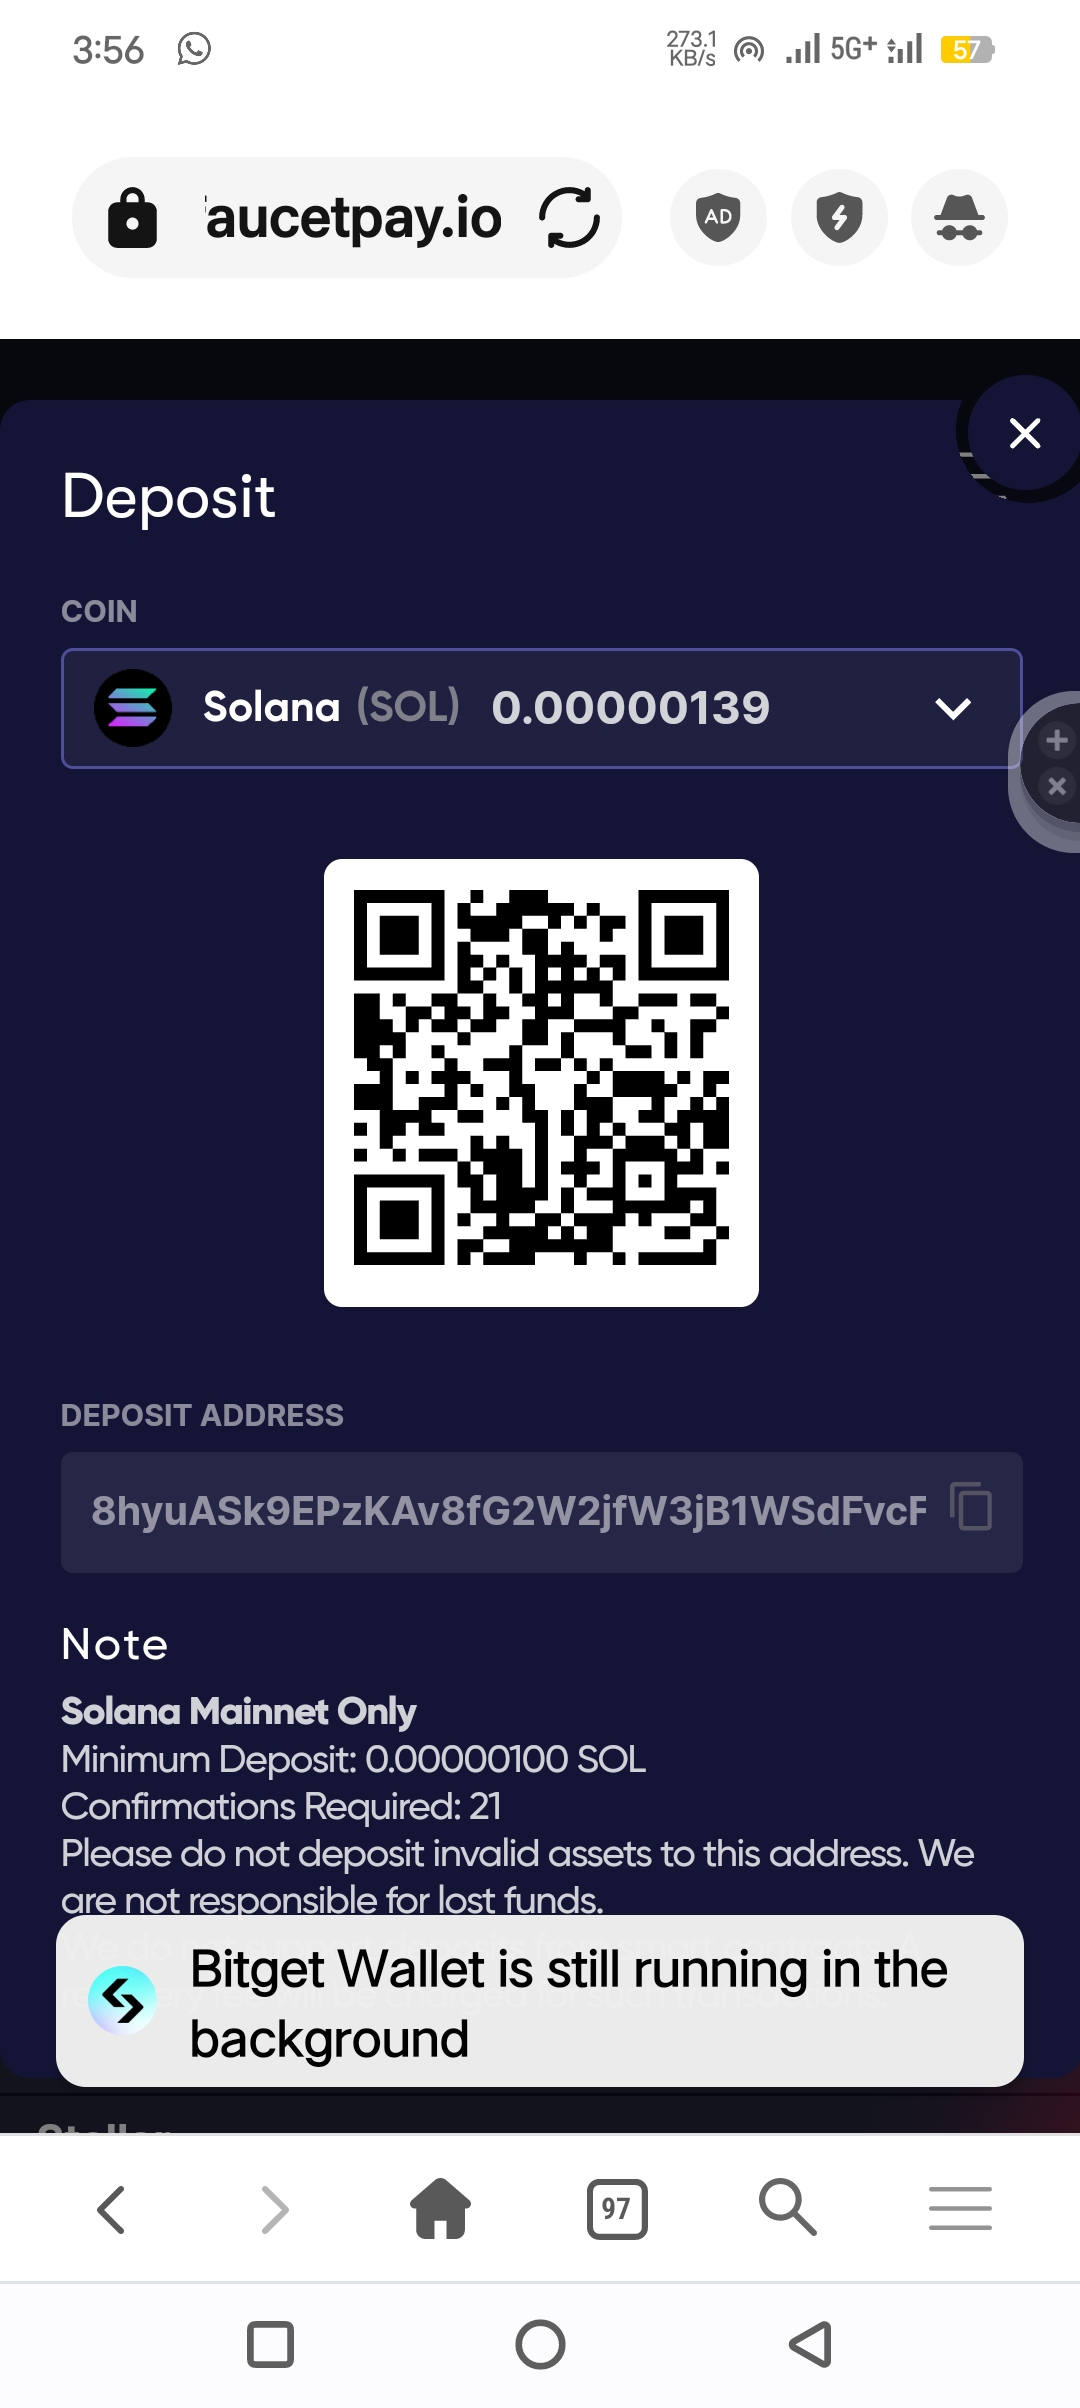 3:56
273.1
KB/s
5G+
57
faucetpay.io
AD
Deposit
COIN
Solana (SOL) 0.00000139
DEPOSIT ADDRESS
8hyuASk9EPzKAv8fG2W2jfW3jB1WSdFvcF
Note
Solana Mainnet Only
Minimum Deposit: 0.00000100 SOL
Confirmations Required: 21
Please do not deposit invalid assets to this address. We
are not responsible for lost funds.
Bitget Wallet is still running in the
background
97